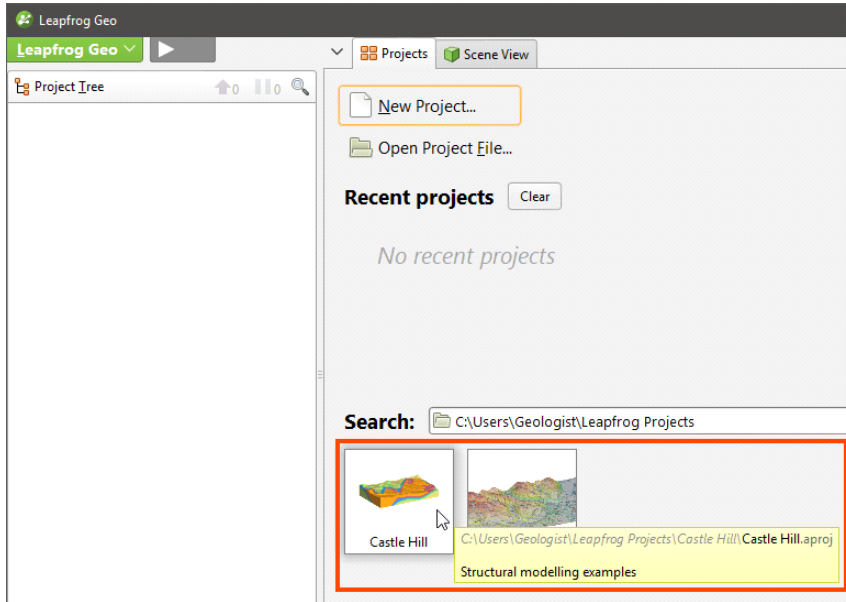 Leapfrog Geo
Leapfrog Geo
Projects
Scene View
Project Tree
0
0
New Project...
Open Project File...
Recent projects
Clear
No recent projects
Search:
C:\Users\Geologist\Leapfrog Projects
Castle Hill
C:\Users\Geologist\Leapfrog Projects\Castle Hill\Castle Hill.aproj
Structural modelling examples